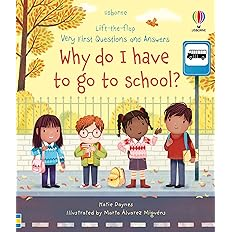 USBORNE
USBORNE
Lift-the-flap
Very First Questions and Answers
Why do I have
to go to school?
Katie Daynes
Illustrated by Marta Álvarez Miguéns